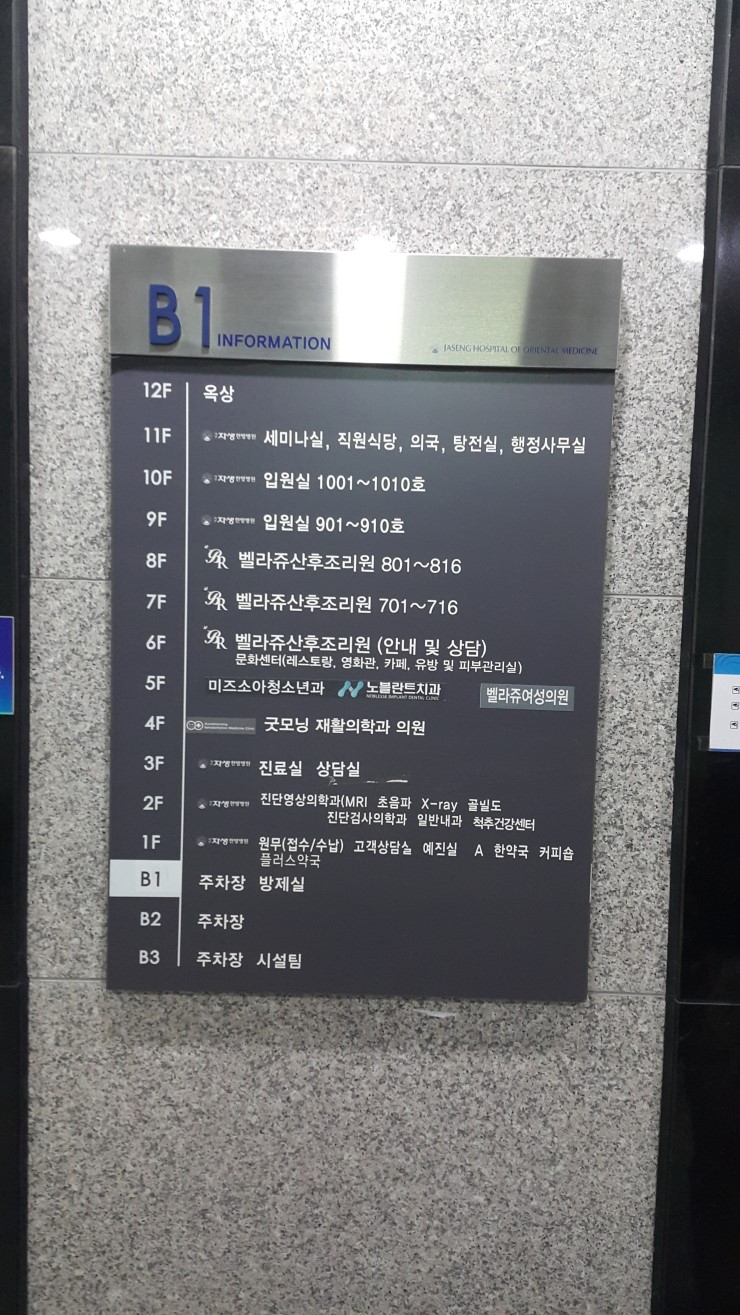 B1 INFORMATION JASENG HOSPITAL OF ORIENTAL MEDICINE
12F 옥상
11F 자생한방병원 세미나실, 직원식당, 의국, 탕전실, 행정사무실
10F 자생한방병원 입원실 1001~1010호
9F 자생한방병원 입원실 901~910호
8F 벨라쥬산후조리원 801~816
7F 벨라쥬산후조리원 701~716
6F 벨라쥬산후조리원 (안내 및 상담)
문화센터(레스토랑, 영화관, 카페, 유방 및 피부관리실)
5F 미즈소아청소년과 노블란트치과 벨라쥬여성의원
NOBLESSE IMPLANT DENTAL CLINIC
4F 굿모닝 재활의학과 의원
3F 자생한방병원 진료실 상담실
2F 자생한방병원 진단영상의학과(MRI 초음파 X-ray 골밀도
진단검사의학과 일반내과 척추건강센터
1F 자생한방병원 원무(접수/수납) 고객상담실 예진실 A 한약국 커피숍
플러스약국
B1 주차장 방제실
B2 주차장
B3 주차장 시설팀